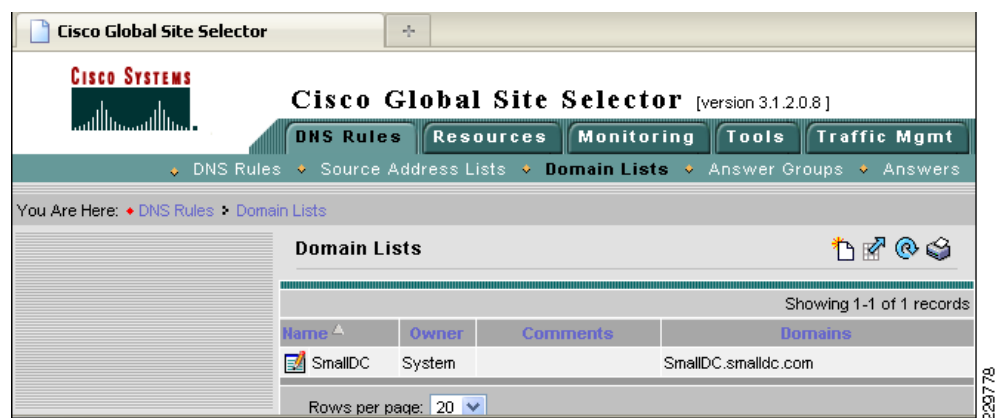 Cisco Global Site Selector
CISCO SYSTEMS
Cisco Global Site Selector [version 3.1.2.0.8 ]
DNS Rules Resources Monitoring Tools Traffic Mgmt
DNS Rules Source Address Lists Domain Lists Answer Groups Answers
You Are Here: DNS Rules Domain Lists
Domain Lists
Showing 1-1 of 1 records
Name Owner Comments Domains
SmallDC System SmallDC.smalldc.com
Rows per page: 20
229778